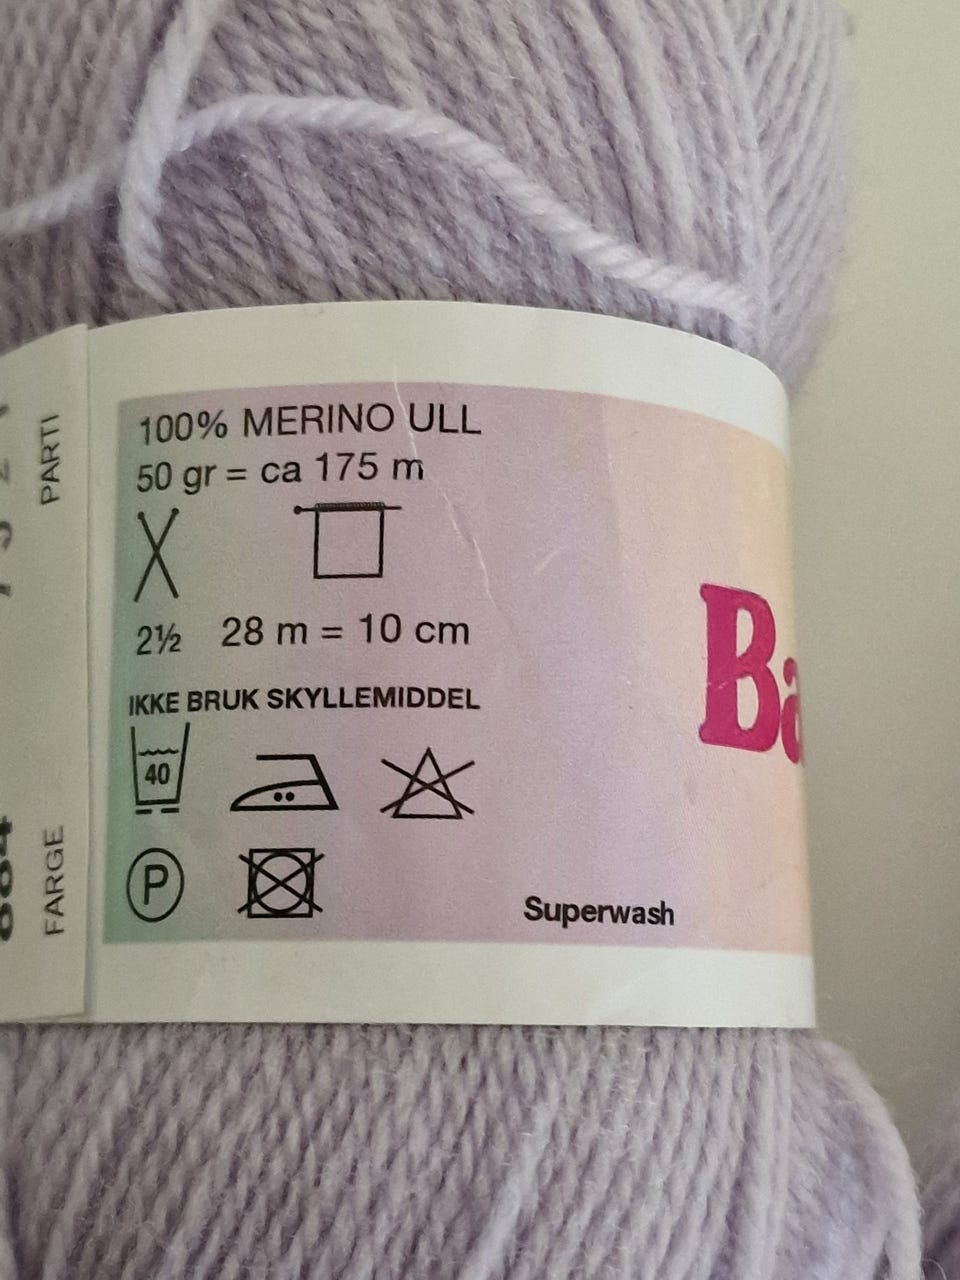 PARTI
FARGE
100% MERINO ULL
50 gr = ca 175 m
2½ 28 m = 10 cm
IKKE BRUK SKYLLEMIDDEL
40
P
Superwash
Ba